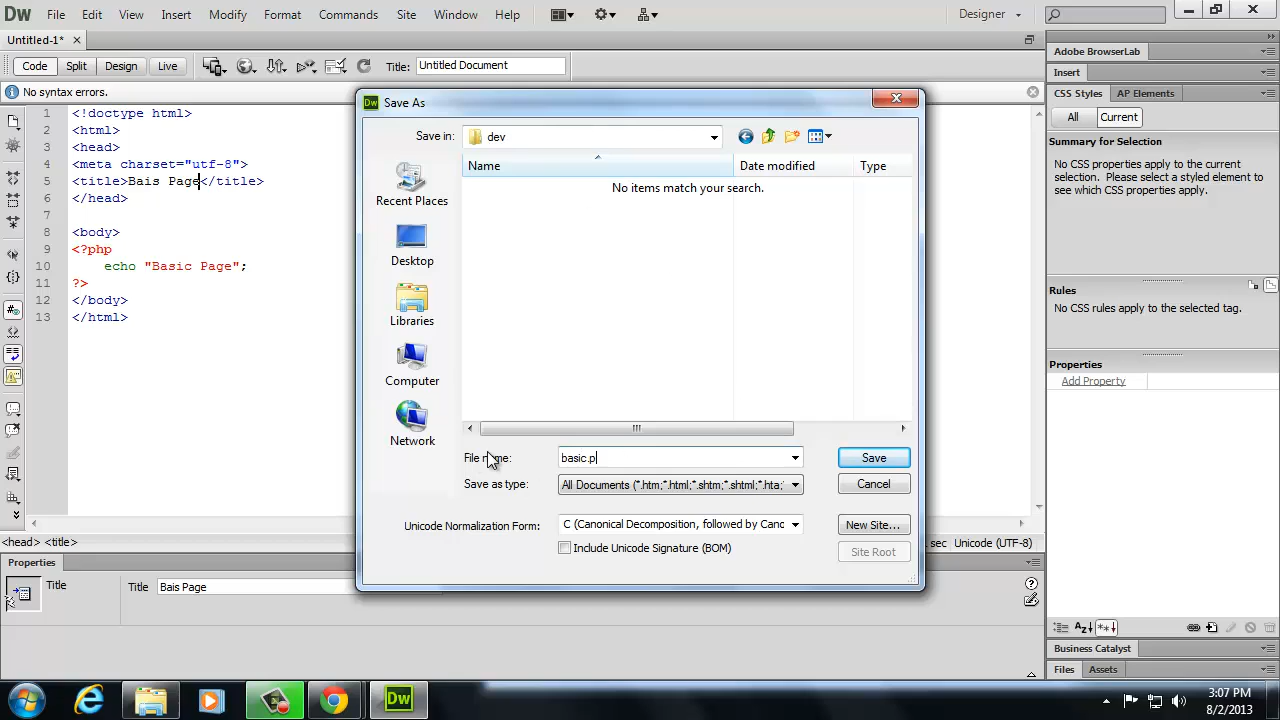 Dw File Edit View Insert Modify Format Commands Site Window Help Designer
Untitled-1*
Code Split Design Live Title: Untitled Document
No syntax errors.
1 <!doctype html>
2 <html>
3 <head>
4 <meta charset="utf-8">
5 <title>Bais Page</title>
6 </head>
7
8 <body>
9 <?php
10 echo "Basic Page";
11 ?>
12 </body>
13 </html>
<head> <title>
sec Unicode (UTF-8)
Properties
Title
Title Bais Page
Dw Save As
Save in: dev
Name Date modified Type
No items match your search.
Recent Places
Desktop
Libraries
Computer
Network
File name: basic.p Save
Save as type: All Documents (*.htm;*.html;*.shtm;*.shtml;*.hta; Cancel
Unicode Normalization Form: C (Canonical Decomposition, followed by Canc New Site...
Include Unicode Signature (BOM) Site Root
Adobe BrowserLab
Insert
CSS Styles AP Elements
All Current
Summary for Selection
No CSS properties apply to the current
selection. Please select a styled element to
see which CSS properties apply.
Rules
No CSS rules apply to the selected tag.
Properties
Add Property
Az↓ **↓
Business Catalyst
Files Assets
Dw
3:07 PM
8/2/2013